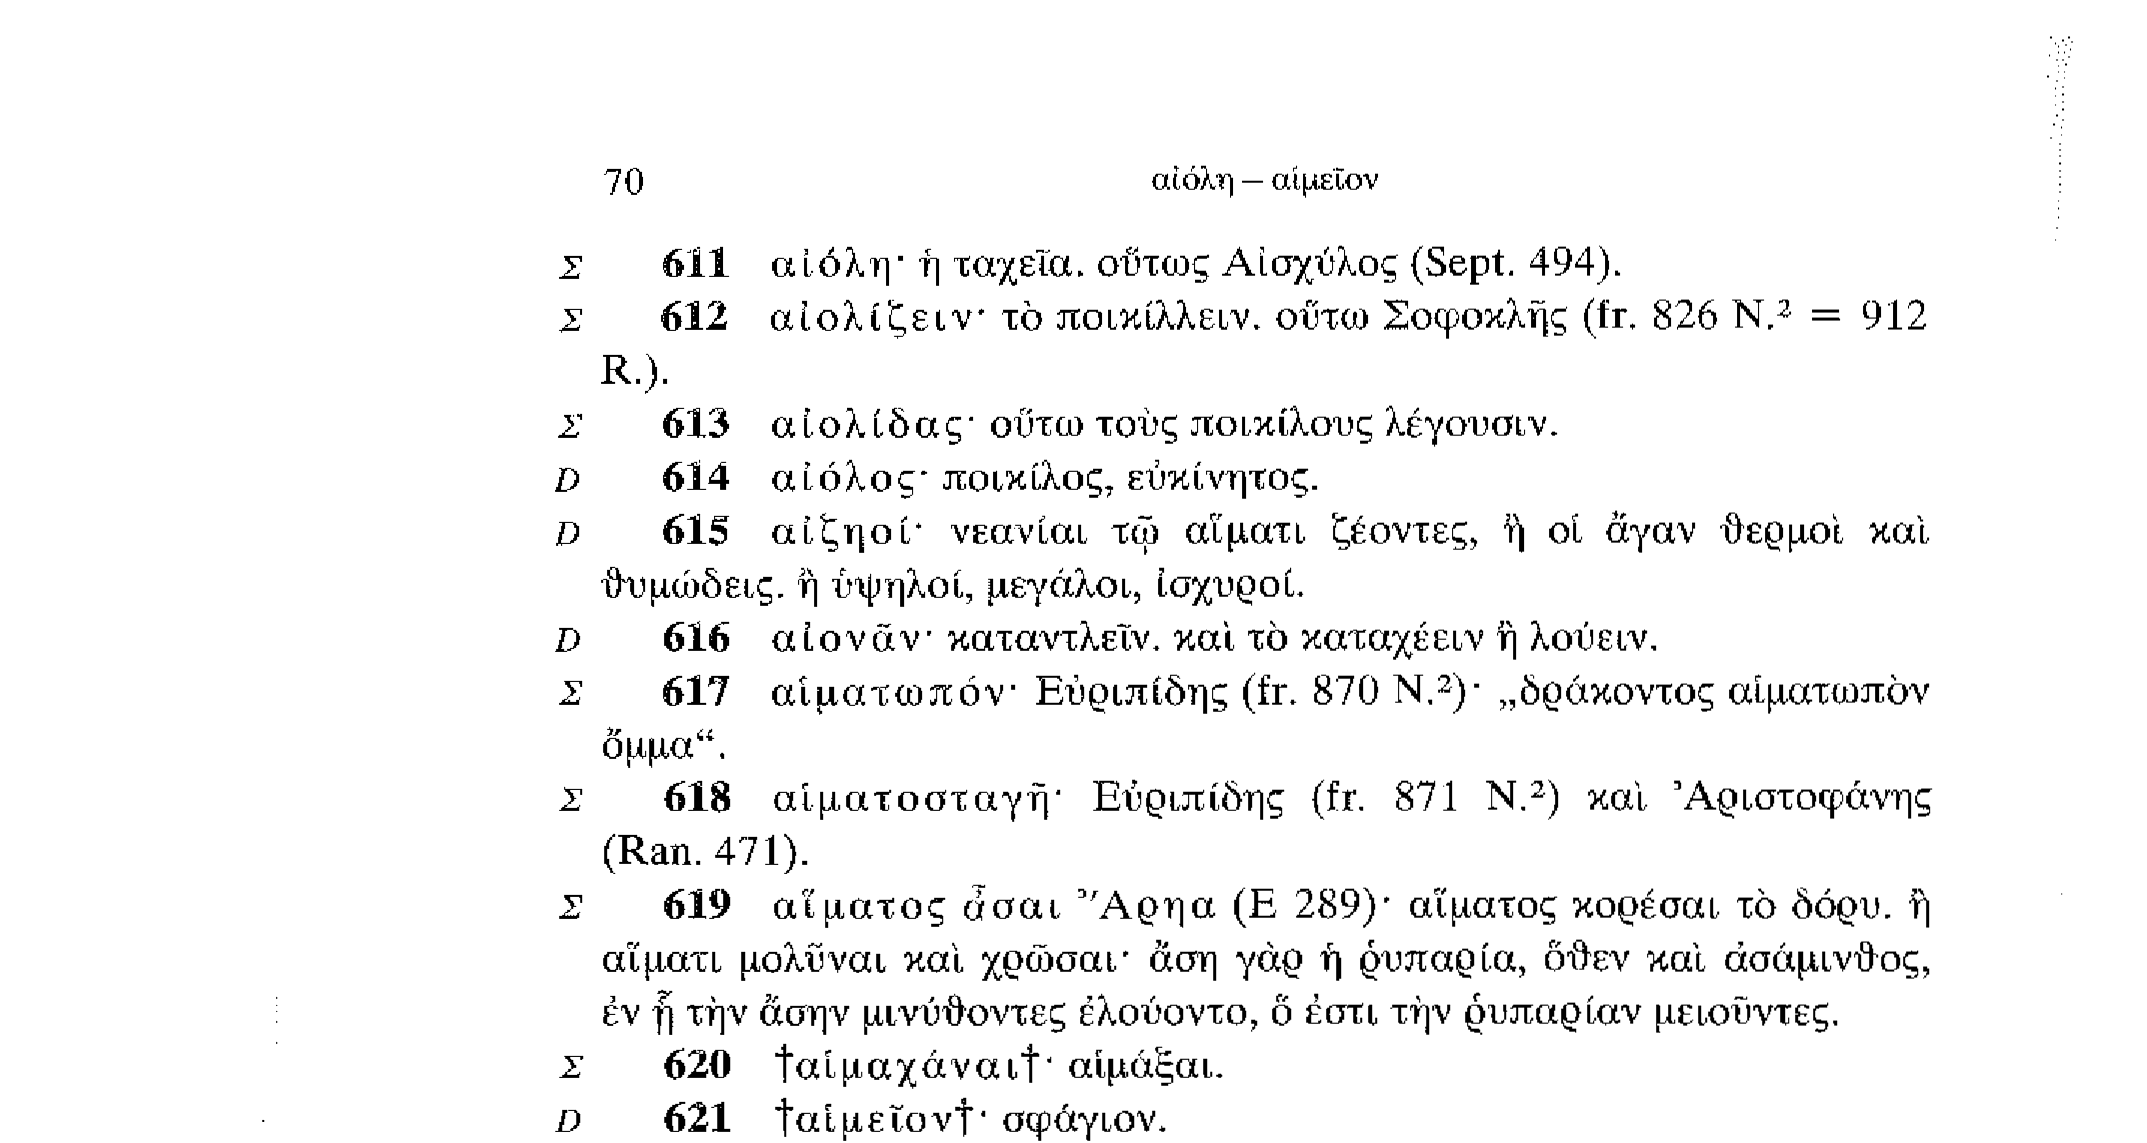 70 αἰόλη – αἱμεῖον
Σ 611 αἰόλη· ἡ ταχεῖα. οὕτως Αἰσχύλος (Sept. 494).
Σ 612 αἰολίζειν· τὸ ποικίλλειν. οὕτω Σοφοκλῆς (fr. 826 N.² = 912
R.).
Σ 613 αἰολίδας· οὕτω τοὺς ποικίλους λέγουσιν.
D 614 αἰόλος· ποικίλος, εὐκίνητος.
D 615 αἰζηοί· νεανίαι τῷ αἵματι ζέοντες, ἢ οἱ ἄγαν θερμοὶ καὶ
θυμώδεις. ἢ ὑψηλοί, μεγάλοι, ἰσχυροί.
D 616 αἰονᾶν· καταντλεῖν. καὶ τὸ καταχέειν ἢ λούειν.
Σ 617 αἱματωπόν· Εὐριπίδης (fr. 870 N.²)· „δράκοντος αἱματωπὸν
ὄμμα“.
Σ 618 αἱματοσταγῆ· Εὐριπίδης (fr. 871 N.²) καὶ Ἀριστοφάνης
(Ran. 471).
Σ 619 αἵματος ἆσαι Ἄρηα (Ε 289)· αἵματος κορέσαι τὸ δόρυ. ἢ
αἵματι μολῦναι καὶ χρῶσαι· ἄση γὰρ ἡ ῥυπαρία, ὅθεν καὶ ἀσάμινθος,
ἐν ᾗ τὴν ἄσην μινύθοντες ἐλούοντο, ὅ ἐστι τὴν ῥυπαρίαν μειοῦντες.
Σ 620 †αἱμαχάναι†· αἱμάξαι.
D 621 †αἱμεῖον†· σφάγιον.